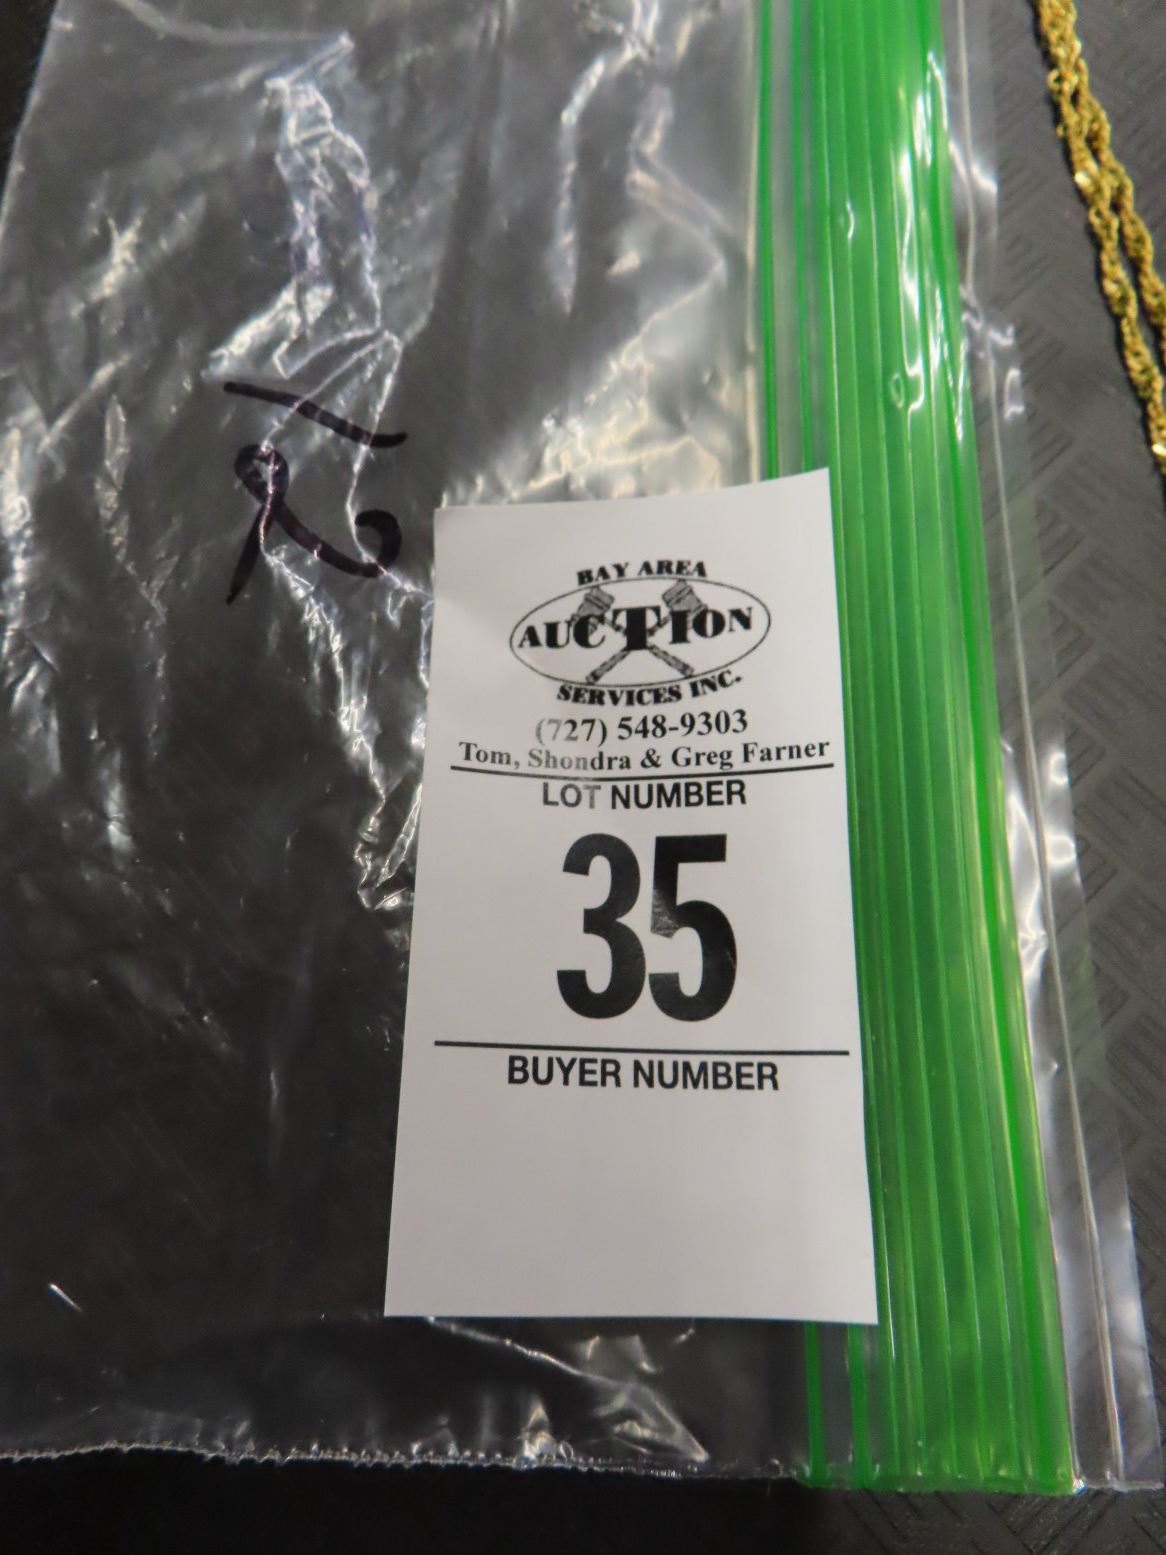 BAY AREA
AUCTION
SERVICES INC.
(727) 548-9303
Tom, Shondra & Greg Farner
LOT NUMBER
35
BUYER NUMBER